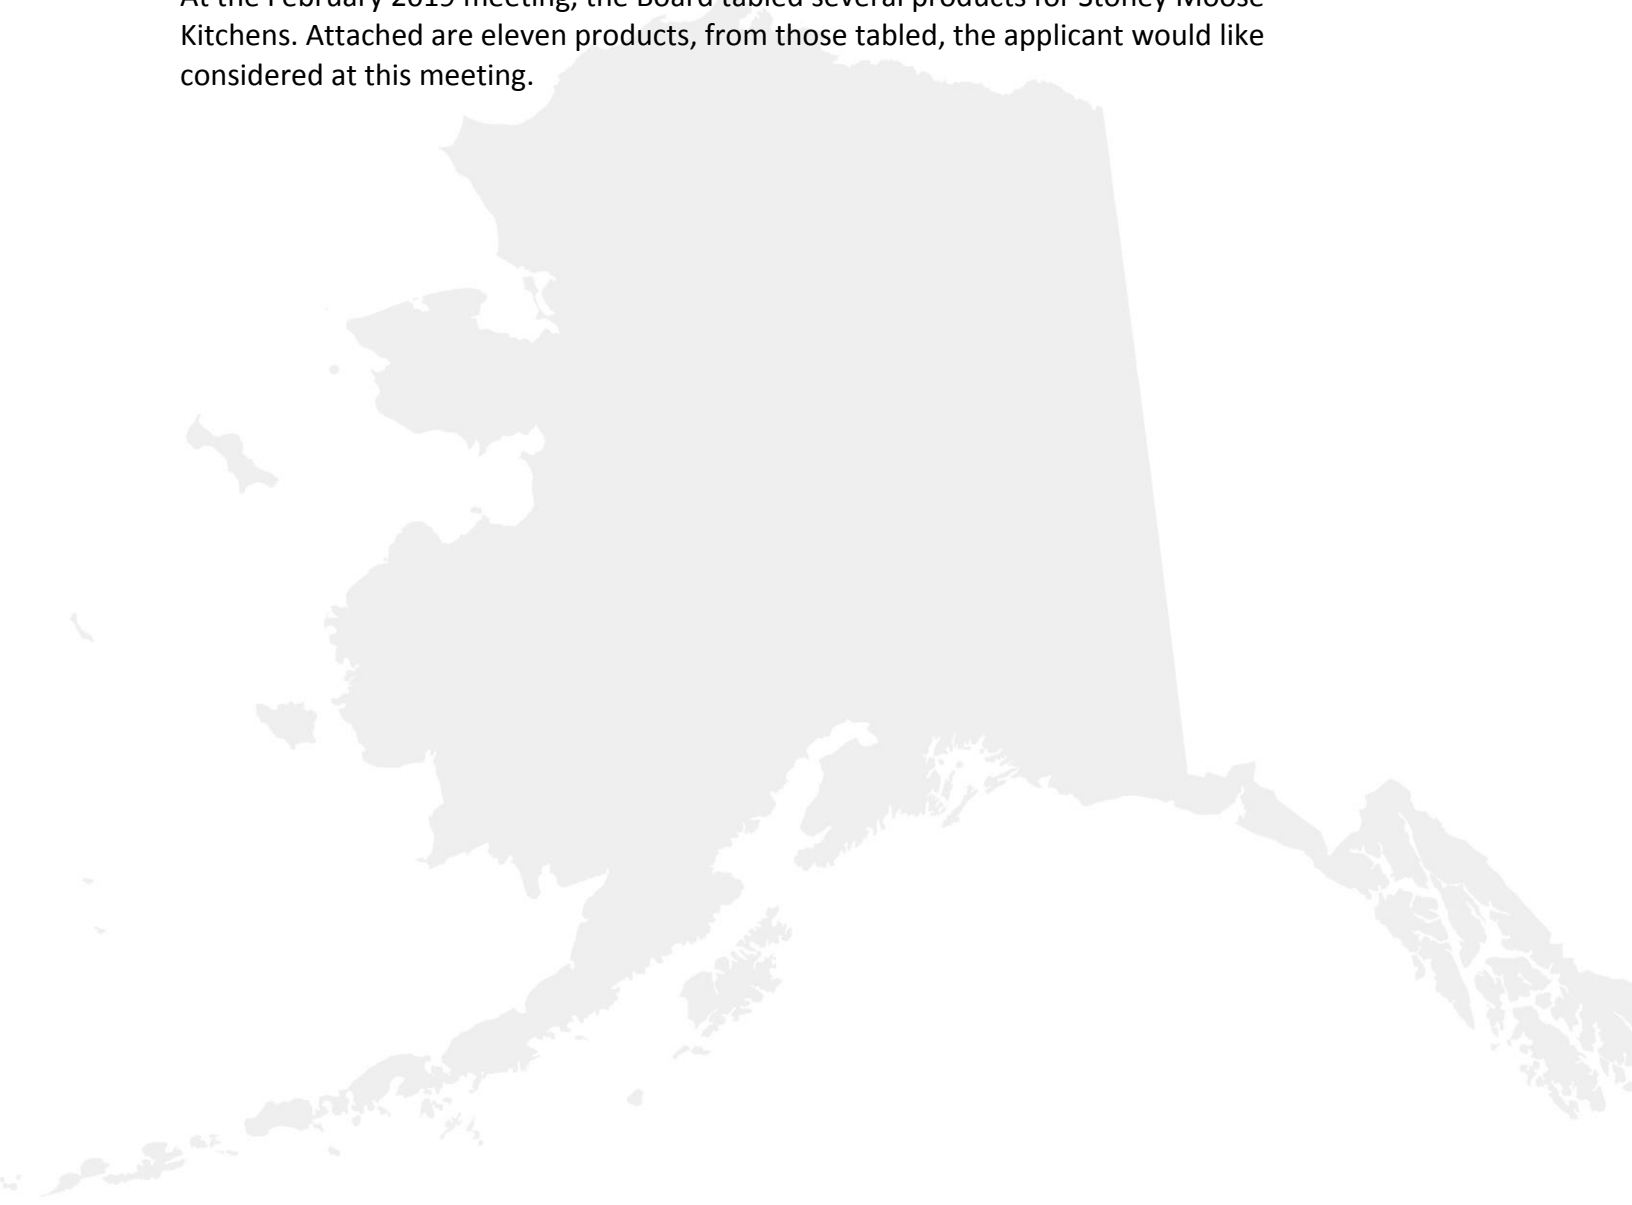 At the February 2019 meeting, the Board tabled several products for Stoney Moose
Kitchens. Attached are eleven products, from those tabled, the applicant would like
considered at this meeting.